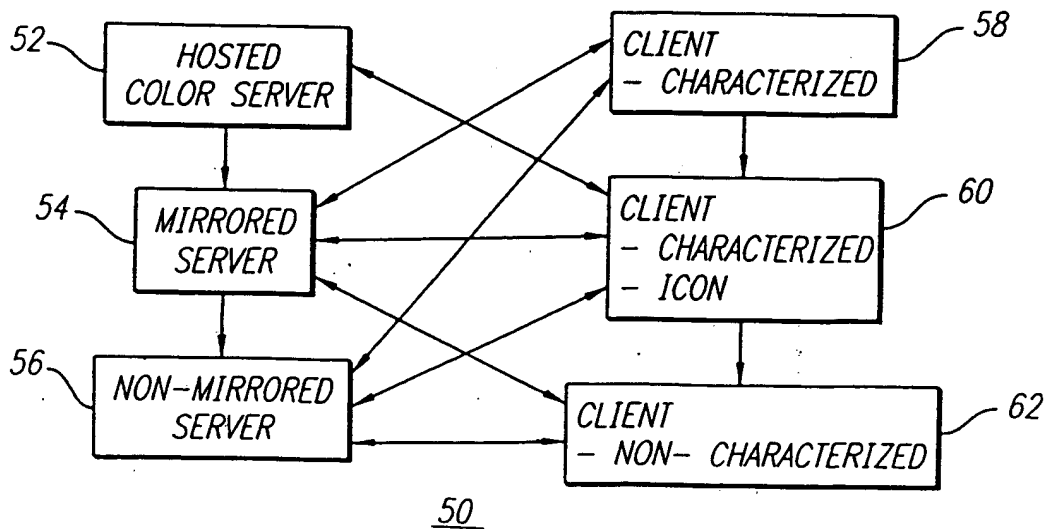 52
HOSTED
COLOR SERVER
54
MIRRORED
SERVER
56
NON-MIRRORED
SERVER
58
CLIENT
- CHARACTERIZED
60
CLIENT
- CHARACTERIZED
- ICON
62
CLIENT
- NON- CHARACTERIZED
50